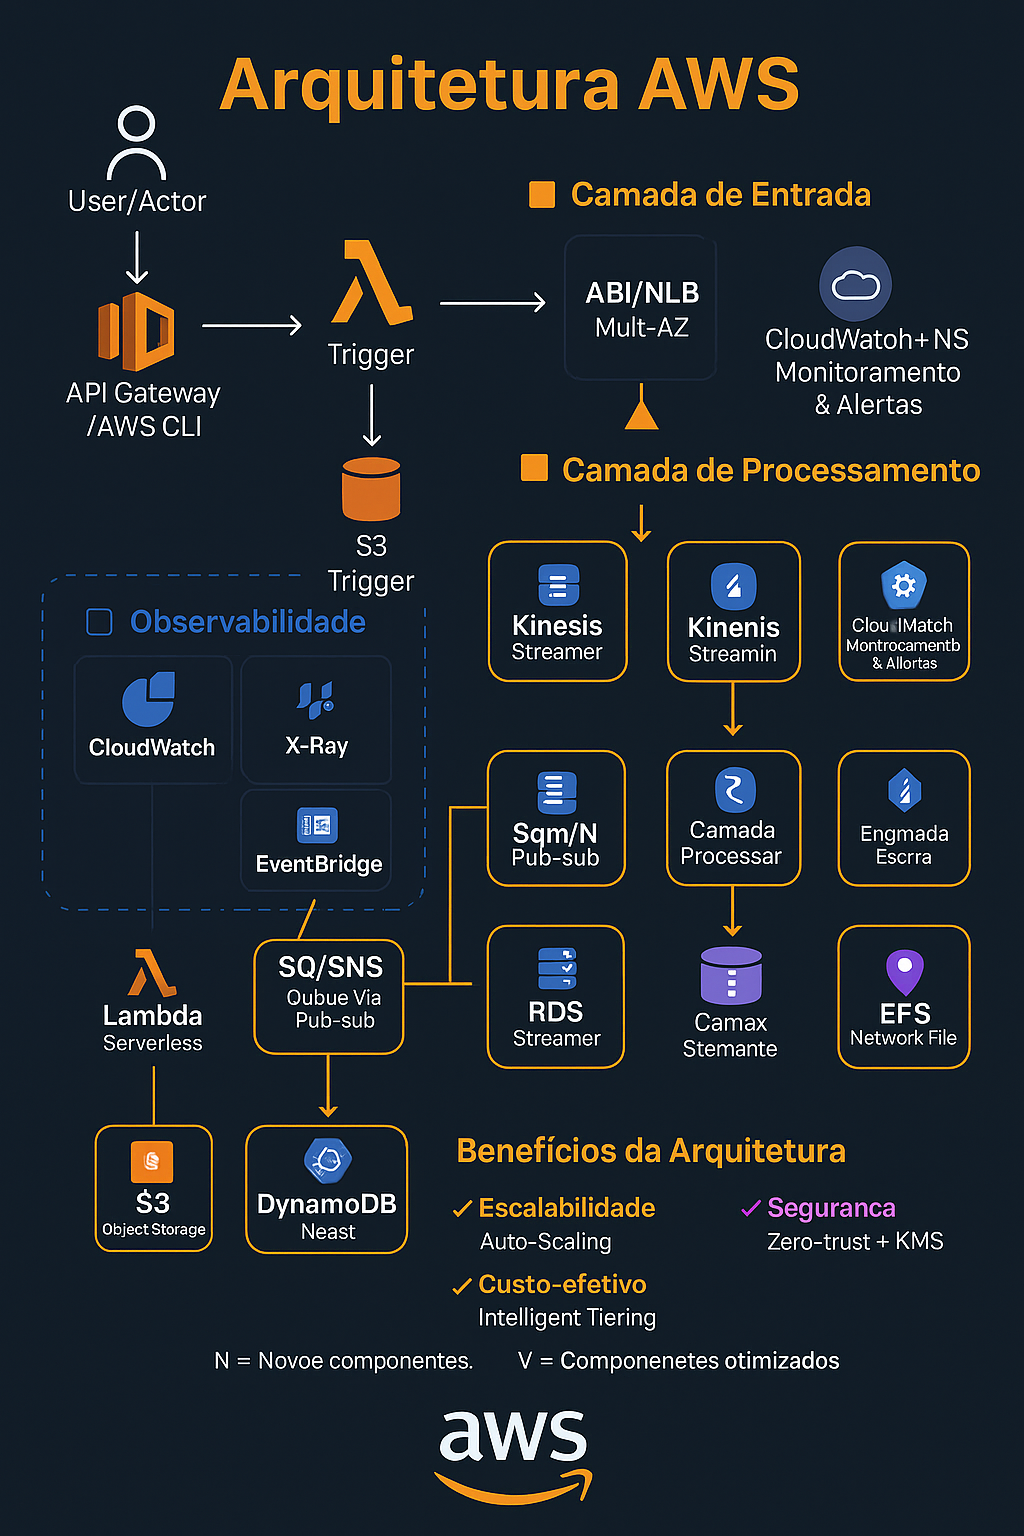 Arquitetura AWS
User/Actor
API Gateway
/AWS CLI
Trigger
S3
Trigger
Camada de Entrada
ABI/NLB
Mult-AZ
CloudWatoh+NS
Monitoramento
& Alertas
Camada de Processamento
Kinesis
Streamer
Kinenis
Streamin
Montrocamentb
& Allortas
Observabilidade
CloudWatch
X-Ray
EventBridge
Sqm/N
Pub-sub
Camada
Processar
Engmada
Escrra
Lambda
Serverless
SQ/SNS
Oubue Via
Pub-sub
RDS
Streamer
Camax
Stemante
EFS
Network File
S3
Object Storage
DynamoDB
Neast
Benefícios da Arquitetura
Escalabilidade
Auto-Scaling
Seguranca
Zero-trust + KMS
Custo-efetivo
Intelligent Tiering
N = Novoe componentes.
V = Componenetes otimizados
aws